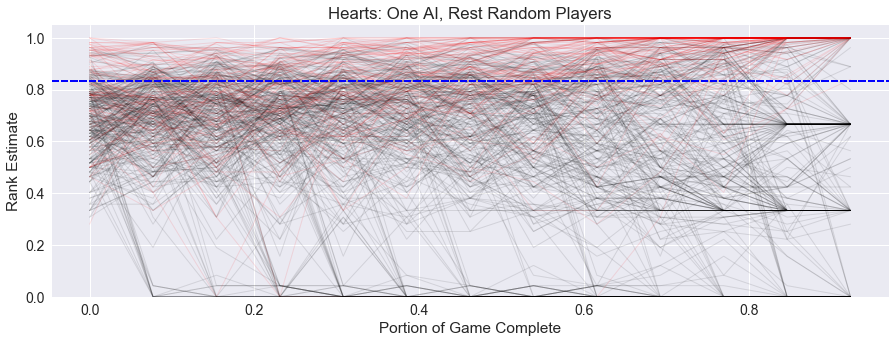 Hearts: One AI, Rest Random Players
Rank Estimate
1.0
0.8
0.6
0.4
0.2
0.0
0.0 0.2 0.4 0.6 0.8
Portion of Game Complete